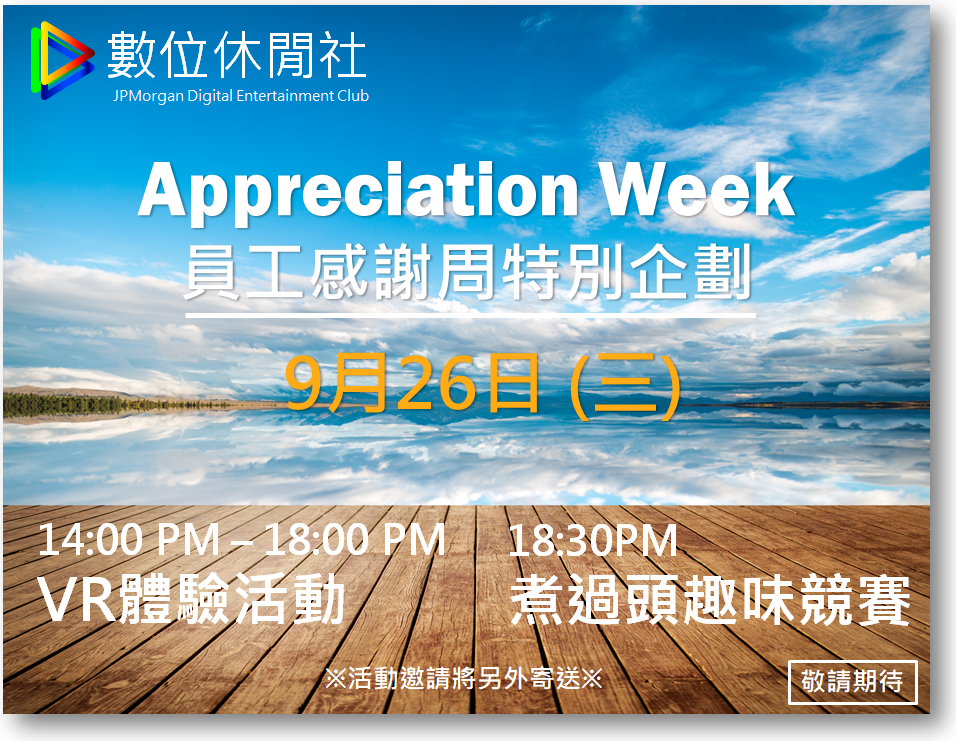 數位休閒社
JPMorgan Digital Entertainment Club
Appreciation Week
員工感謝周特別企劃
9月26日 (三)
14:00 PM – 18:00 PM
VR體驗活動
18:30PM
煮過頭趣味競賽
※活動邀請將另外寄送※
敬請期待